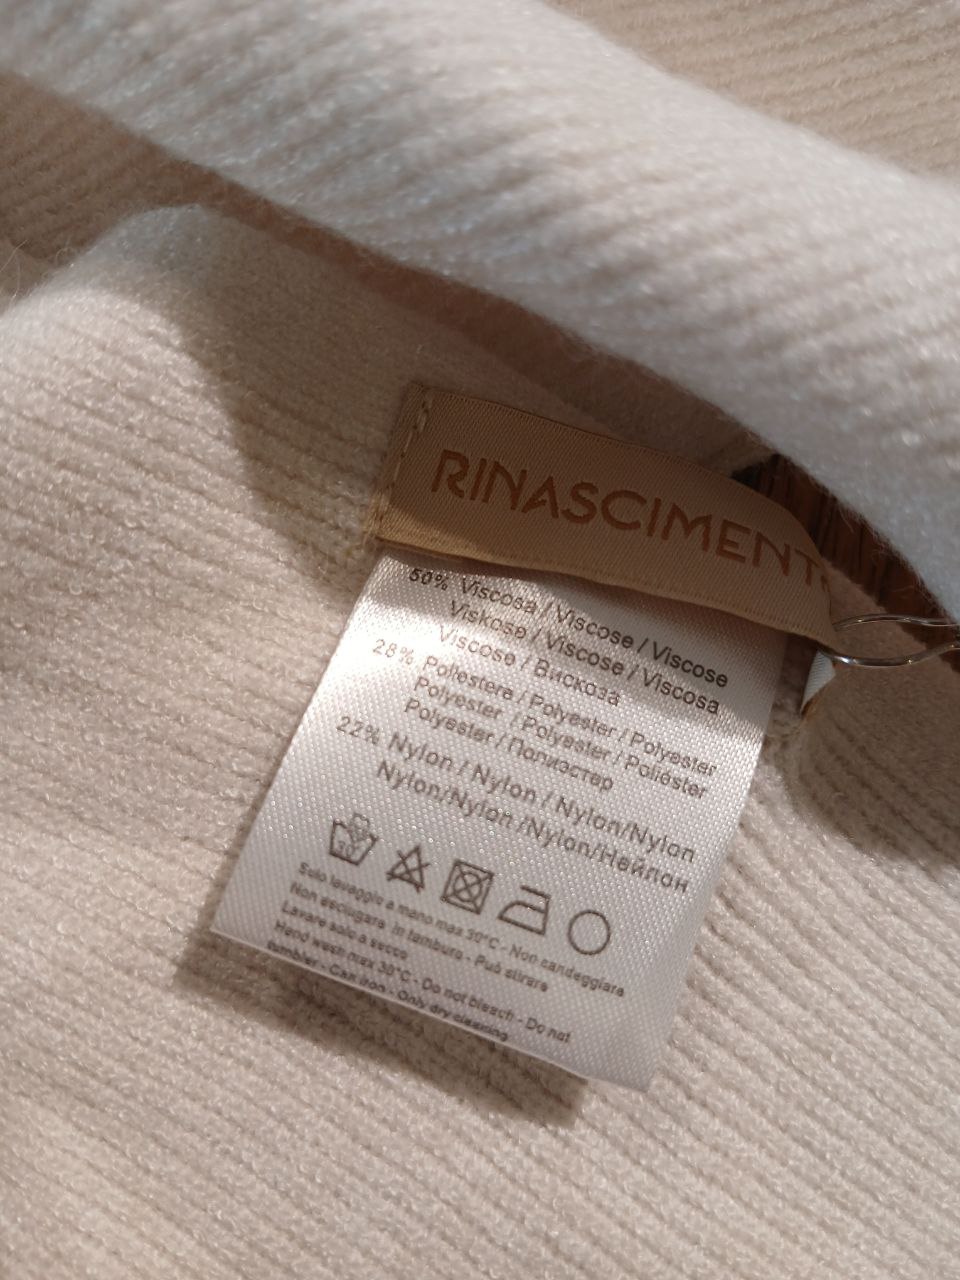 RINASCIMENT
50% Viscosa / Viscose / Viscose
Viskose / Viscose / Viscosa
Viscose / Вискоза
28% Poliestere / Polyester / Polyester
Polyester / Polyester / Poliéster
Polyester / Полиэстер
22% Nylon / Nylon / Nylon/Nylon
Nylon/Nylon /Nylon/Нейлон
30°
Solo lavaggio a mano max 30°C - Non candeggiare
Non asciugare in tamburo - Può stirare
Lavare solo a secco
Hand wash max 30°C - Do not bleach - Do not
tumbler - Can iron - Only dry cleaning